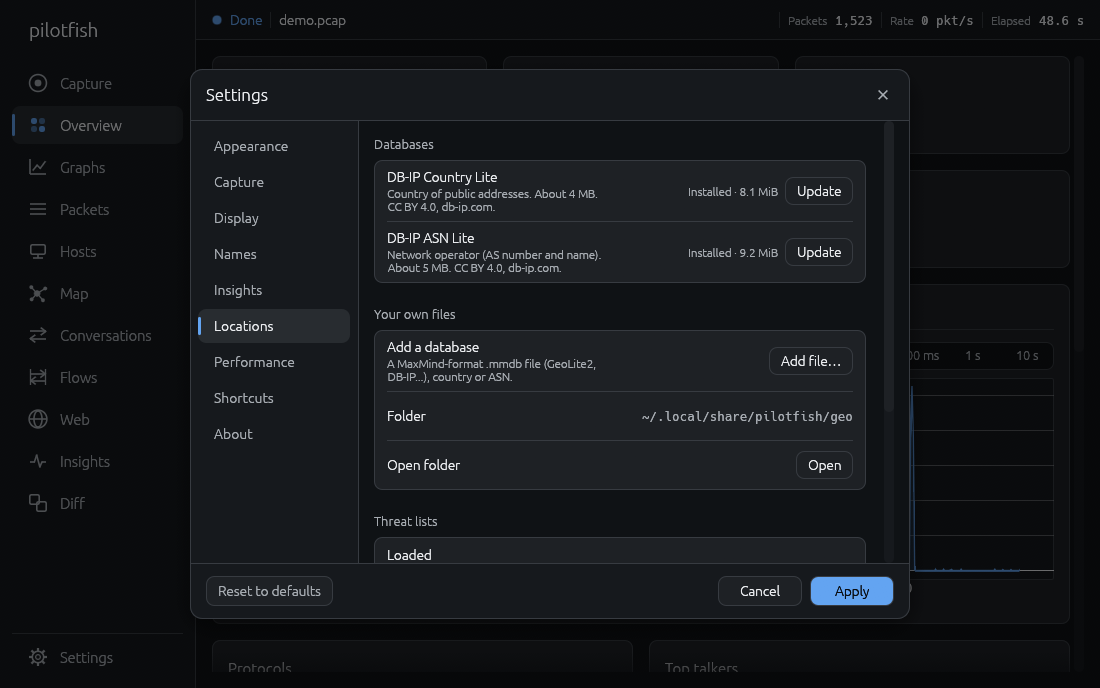 pilotfish
Done demo.pcap
Packets 1,523 Rate 0 pkt/s Elapsed 48.6 s
Capture
Overview
Graphs
Packets
Hosts
Map
Conversations
Flows
Web
Insights
Diff
Settings
Settings
Appearance
Capture
Display
Names
Insights
Locations
Performance
Shortcuts
About
Databases
DB-IP Country Lite
Country of public addresses. About 4 MB.
CC BY 4.0, db-ip.com.
Installed · 8.1 MiB
Update
DB-IP ASN Lite
Network operator (AS number and name).
About 5 MB. CC BY 4.0, db-ip.com.
Installed · 9.2 MiB
Update
Your own files
Add a database
A MaxMind-format .mmdb file (GeoLite2,
DB-IP...), country or ASN.
Add file...
Folder
~/.local/share/pilotfish/geo
Open folder
Open
Threat lists
Loaded
Reset to defaults
Cancel
Apply
ms 1 s 10 s
Protocols
Top talkers